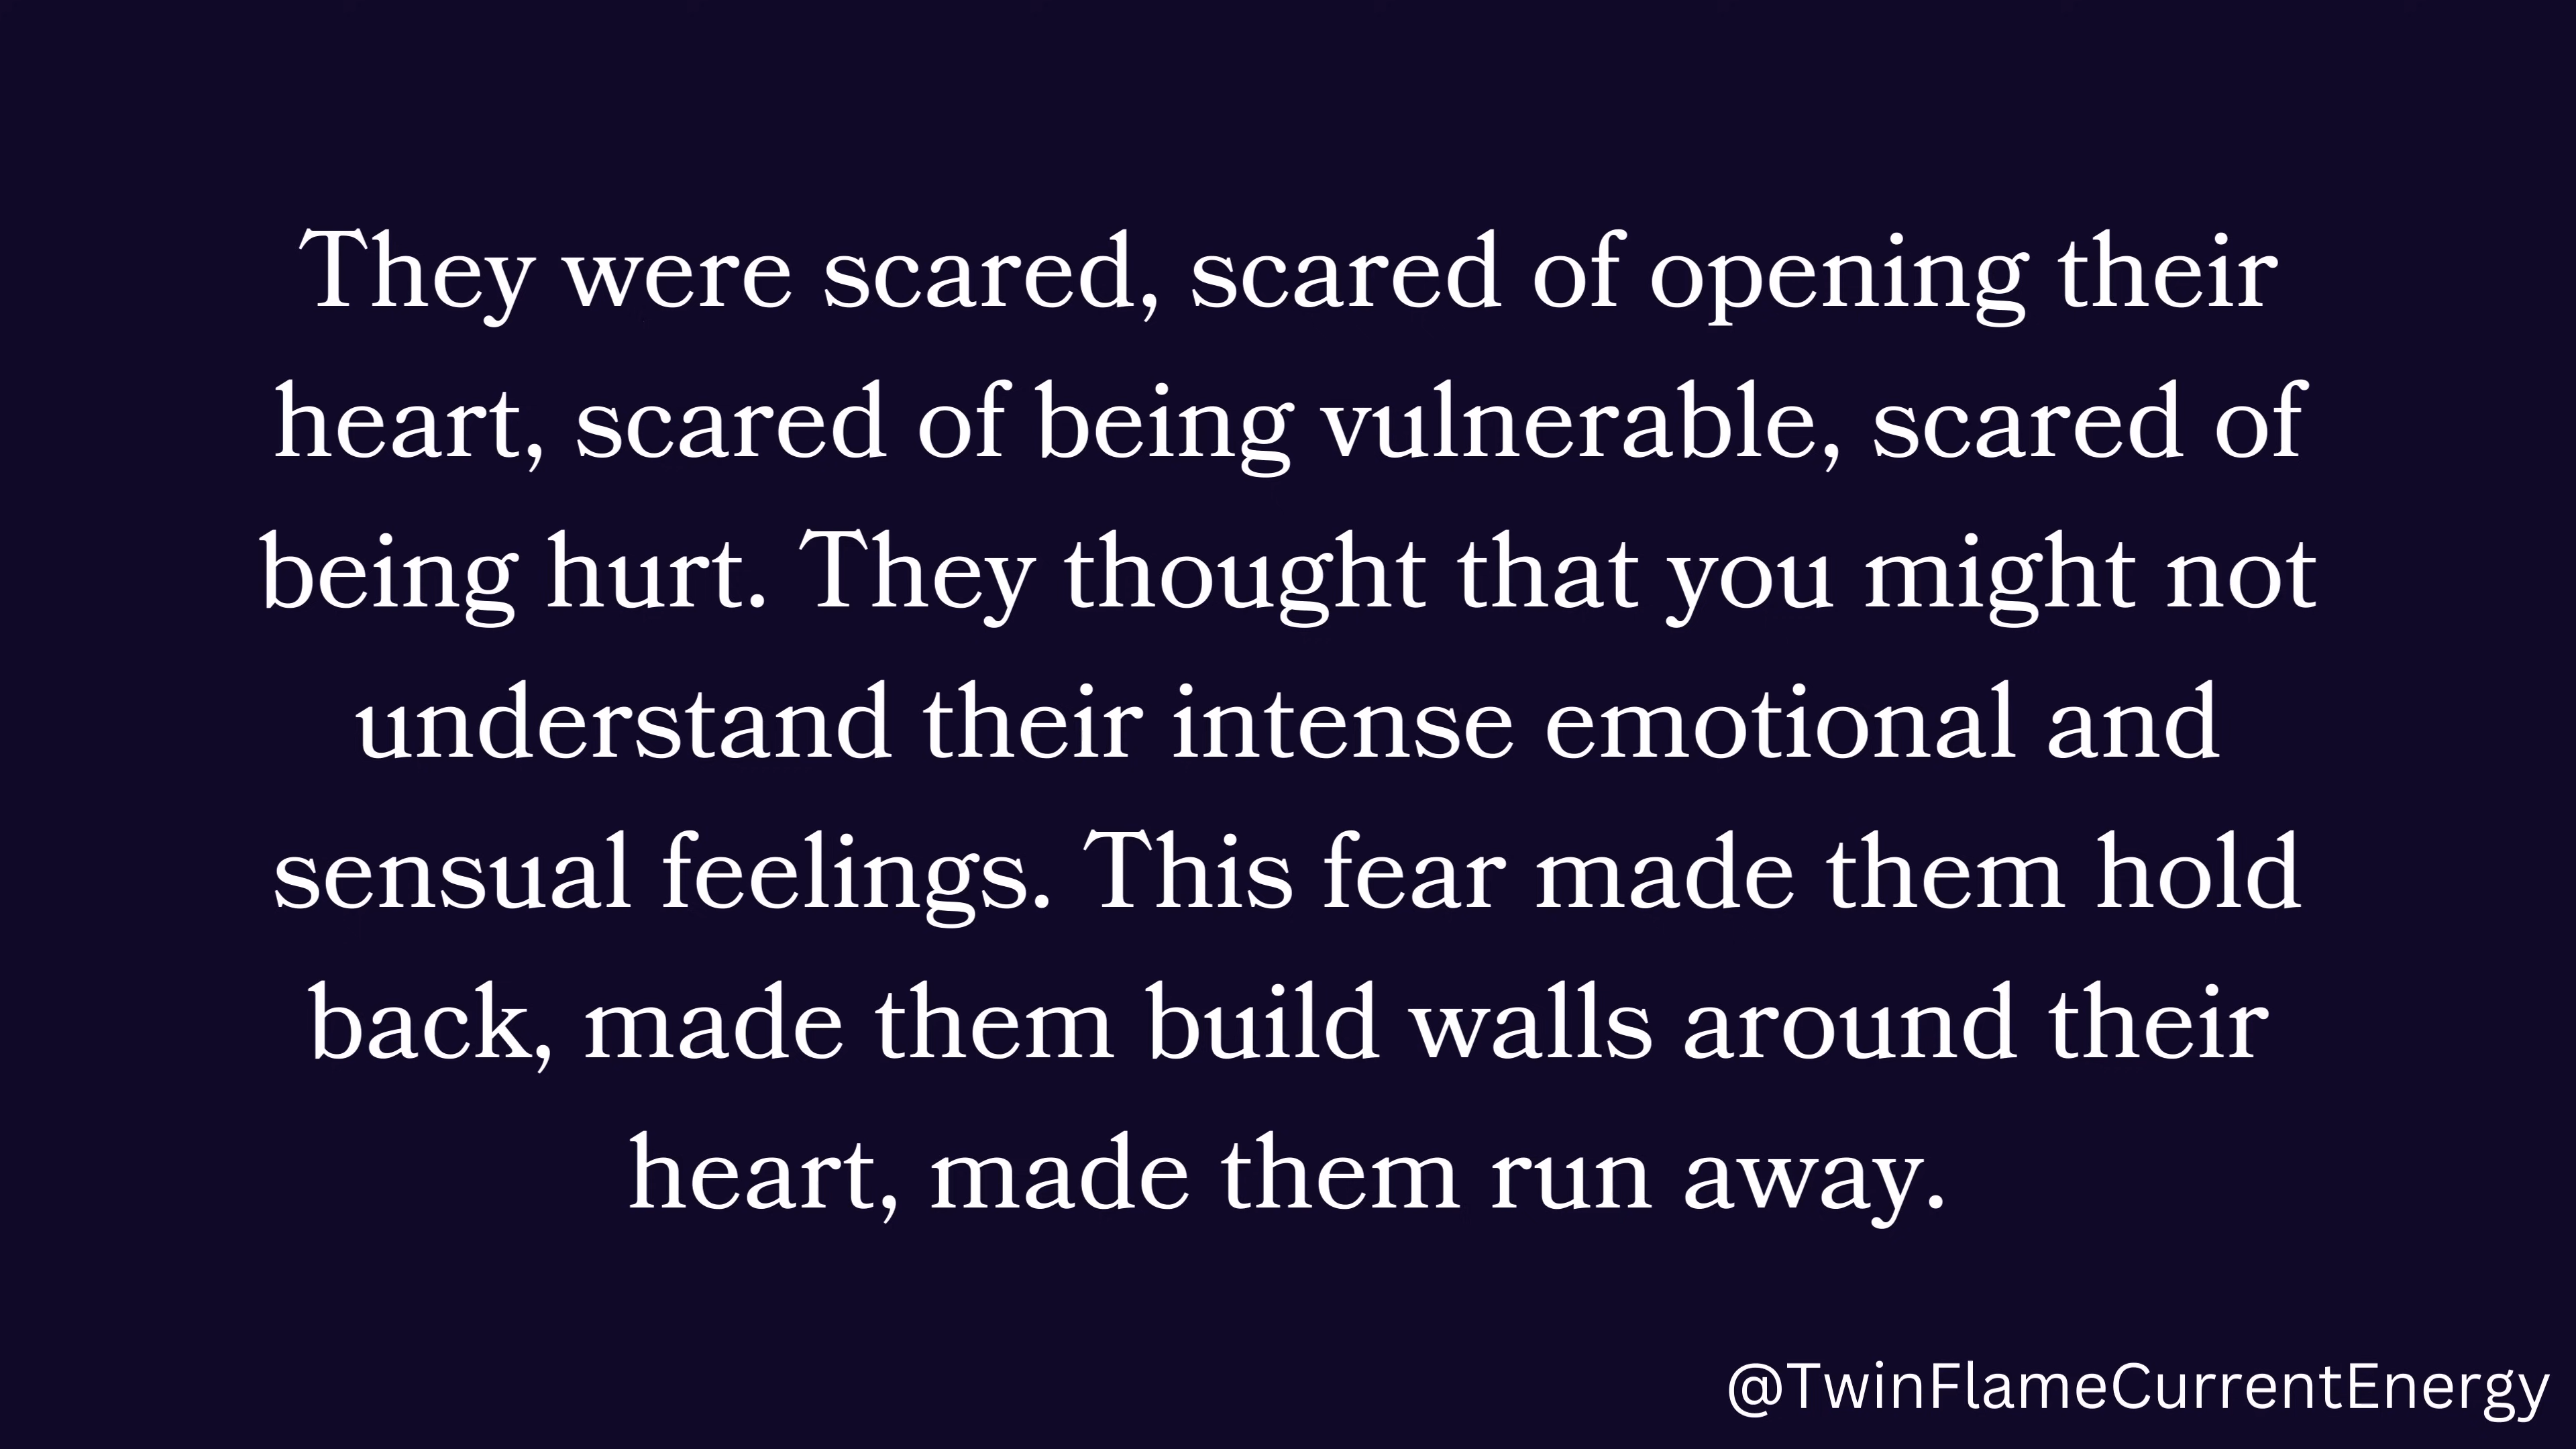 They were scared, scared of opening their
heart, scared of being vulnerable, scared of
being hurt. They thought that you might not
understand their intense emotional and
sensual feelings. This fear made them hold
back, made them build walls around their
heart, made them run away.
@TwinFlameCurrentEnergy